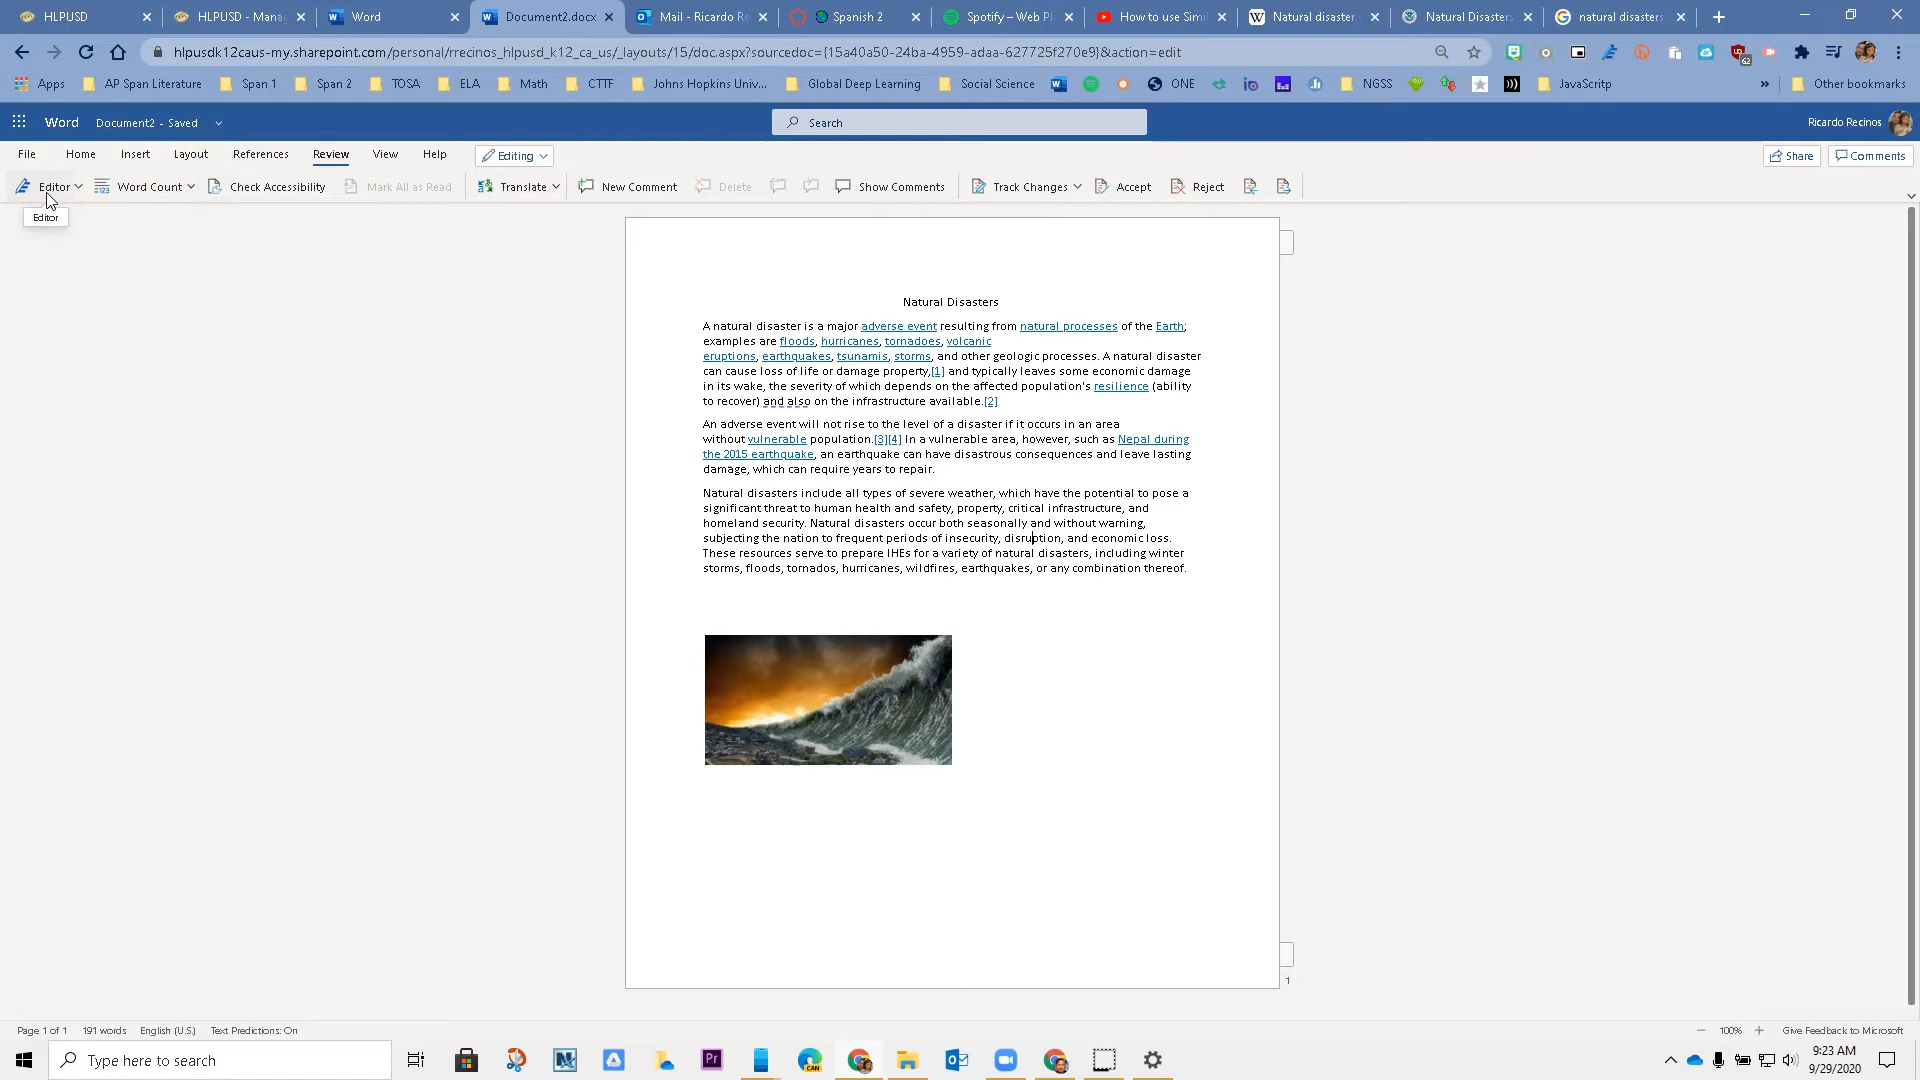 HLPUSD
HLPUSD - Mana
Word
Document2.docx
Mail - Ricardo Re
Spanish 2
Spotify – Web Pl
How to use Simil
Natural disaster
Natural Disasters
natural disasters
hlpusdk12caus-my.sharepoint.com/personal/rrecinos_hlpusd_k12_ca_us/_layouts/15/doc.aspx?sourcedoc={15a40a50-24ba-4959-adaa-627725f270e9}&action=edit
62
Apps
AP Span Literature
Span 1
Span 2
TOSA
ELA
Math
CTTF
Johns Hopkins Univ...
Global Deep Learning
Social Science
ONE
NGSS
JavaScritp
»
Other bookmarks
Word
Document2 - Saved
Search
Ricardo Recinos
File
Home
Insert
Layout
References
Review
View
Help
Editing
Share
Comments
Editor
Word Count
Check Accessibility
Mark All as Read
Translate
New Comment
Delete
Show Comments
Track Changes
Accept
Reject
Editor
Natural Disasters
A natural disaster is a major adverse event resulting from natural processes of the Earth;
examples are floods, hurricanes, tornadoes, volcanic
eruptions, earthquakes, tsunamis, storms, and other geologic processes. A natural disaster
can cause loss of life or damage property,[1] and typically leaves some economic damage
in its wake, the severity of which depends on the affected population's resilience (ability
to recover) and also on the infrastructure available.[2]
An adverse event will not rise to the level of a disaster if it occurs in an area
without vulnerable population.[3][4] In a vulnerable area, however, such as Nepal during
the 2015 earthquake, an earthquake can have disastrous consequences and leave lasting
damage, which can require years to repair.
Natural disasters include all types of severe weather, which have the potential to pose a
significant threat to human health and safety, property, critical infrastructure, and
homeland security. Natural disasters occur both seasonally and without warning,
subjecting the nation to frequent periods of insecurity, disruption, and economic loss.
These resources serve to prepare IHEs for a variety of natural disasters, including winter
storms, floods, tornados, hurricanes, wildfires, earthquakes, or any combination thereof.
1
Page 1 of 1
191 words
English (U.S.)
Text Predictions: On
100%
Give Feedback to Microsoft
Type here to search
Pr
CAN
9:23 AM
9/29/2020